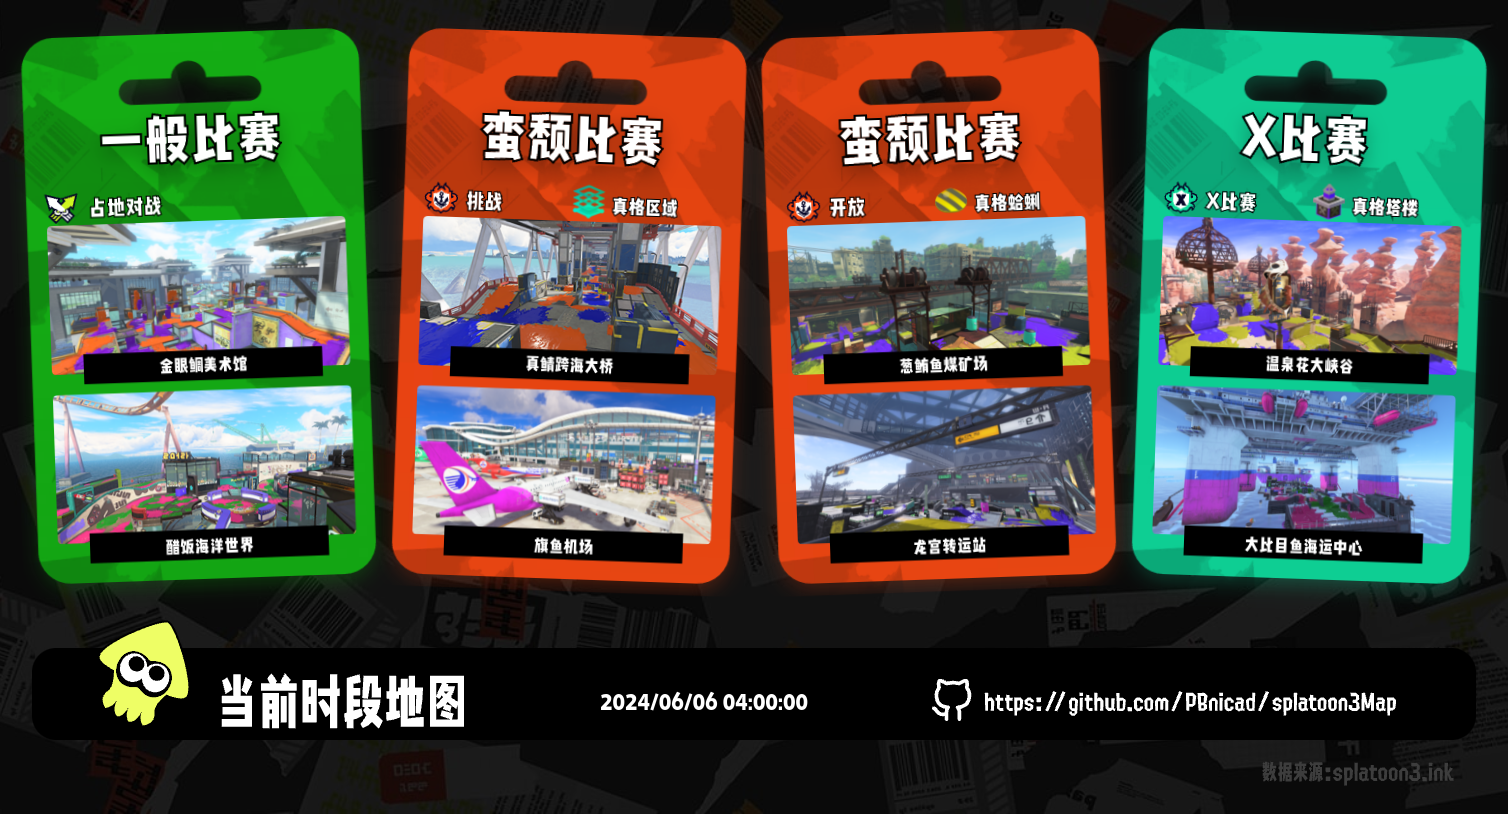 一般比赛
占地对战
金眼鲷美术馆
醋饭海洋世界
蛮颓比赛
挑战
真格区域
真鲭跨海大桥
旗鱼机场
蛮颓比赛
开放
真格蛤蜊
葱鲔鱼煤矿场
龙宫转运站
X比赛
X比赛
真格塔楼
温泉花大峡谷
大比目鱼海运中心
当前时段地图
2024/06/06 04:00:00
https://github.com/PBnicad/splatoon3Map
数据来源:splatoon3.ink